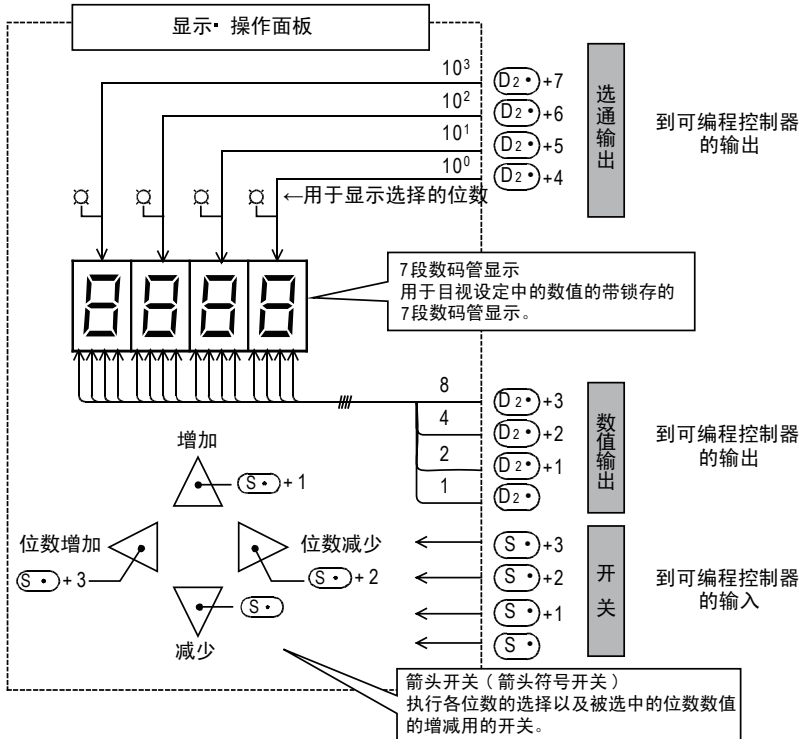 显示· 操作面板
10³ D2·+7
10² D2·+6
10¹ D2·+5
10⁰ D2·+4
选通输出
到可编程控制器
的输出
←用于显示选择的位数
7段数码管显示
用于目视设定中的数值的带锁存的
7段数码管显示。
8 D2·+3
4 D2·+2
2 D2·+1
1 D2·
数值输出
到可编程控制器
的输出
增加
S·+1
位数增加
S·+3
位数减少
S·+2
S·
减少
S·+3
S·+2
S·+1
S·
开关
到可编程控制器
的输入
箭头开关（箭头符号开关）
执行各位数的选择以及被选中的位数数值
的增减用的开关。